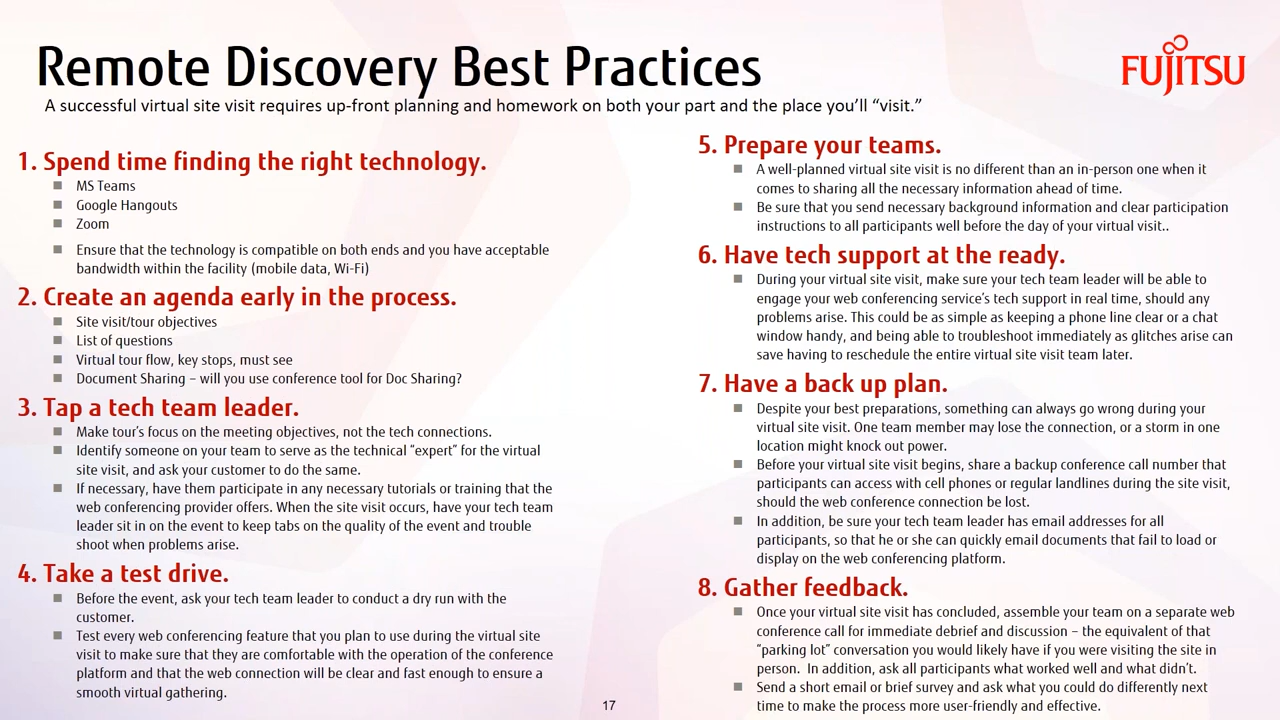 Remote Discovery Best Practices
FUJITSU
A successful virtual site visit requires up-front planning and homework on both your part and the place you’ll “visit.”
1. Spend time finding the right technology.
MS Teams
Google Hangouts
Zoom
Ensure that the technology is compatible on both ends and you have acceptable
bandwidth within the facility (mobile data, Wi-Fi)
2. Create an agenda early in the process.
Site visit/tour objectives
List of questions
Virtual tour flow, key stops, must see
Document Sharing – will you use conference tool for Doc Sharing?
3. Tap a tech team leader.
Make tour’s focus on the meeting objectives, not the tech connections.
Identify someone on your team to serve as the technical “expert” for the virtual
site visit, and ask your customer to do the same.
If necessary, have them participate in any necessary tutorials or training that the
web conferencing provider offers. When the site visit occurs, have your tech team
leader sit in on the event to keep tabs on the quality of the event and trouble
shoot when problems arise.
4. Take a test drive.
Before the event, ask your tech team leader to conduct a dry run with the
customer.
Test every web conferencing feature that you plan to use during the virtual site
visit to make sure that they are comfortable with the operation of the conference
platform and that the web connection will be clear and fast enough to ensure a
smooth virtual gathering.
5. Prepare your teams.
A well-planned virtual site visit is no different than an in-person one when it
comes to sharing all the necessary information ahead of time.
Be sure that you send necessary background information and clear participation
instructions to all participants well before the day of your virtual visit..
6. Have tech support at the ready.
During your virtual site visit, make sure your tech team leader will be able to
engage your web conferencing service’s tech support in real time, should any
problems arise. This could be as simple as keeping a phone line clear or a chat
window handy, and being able to troubleshoot immediately as glitches arise can
save having to reschedule the entire virtual site visit team later.
7. Have a back up plan.
Despite your best preparations, something can always go wrong during your
virtual site visit. One team member may lose the connection, or a storm in one
location might knock out power.
Before your virtual site visit begins, share a backup conference call number that
participants can access with cell phones or regular landlines during the site visit,
should the web conference connection be lost.
In addition, be sure your tech team leader has email addresses for all
participants, so that he or she can quickly email documents that fail to load or
display on the web conferencing platform.
8. Gather feedback.
Once your virtual site visit has concluded, assemble your team on a separate web
conference call for immediate debrief and discussion – the equivalent of that
“parking lot” conversation you would likely have if you were visiting the site in
person. In addition, ask all participants what worked well and what didn’t.
Send a short email or brief survey and ask what you could do differently next
time to make the process more user-friendly and effective.
17